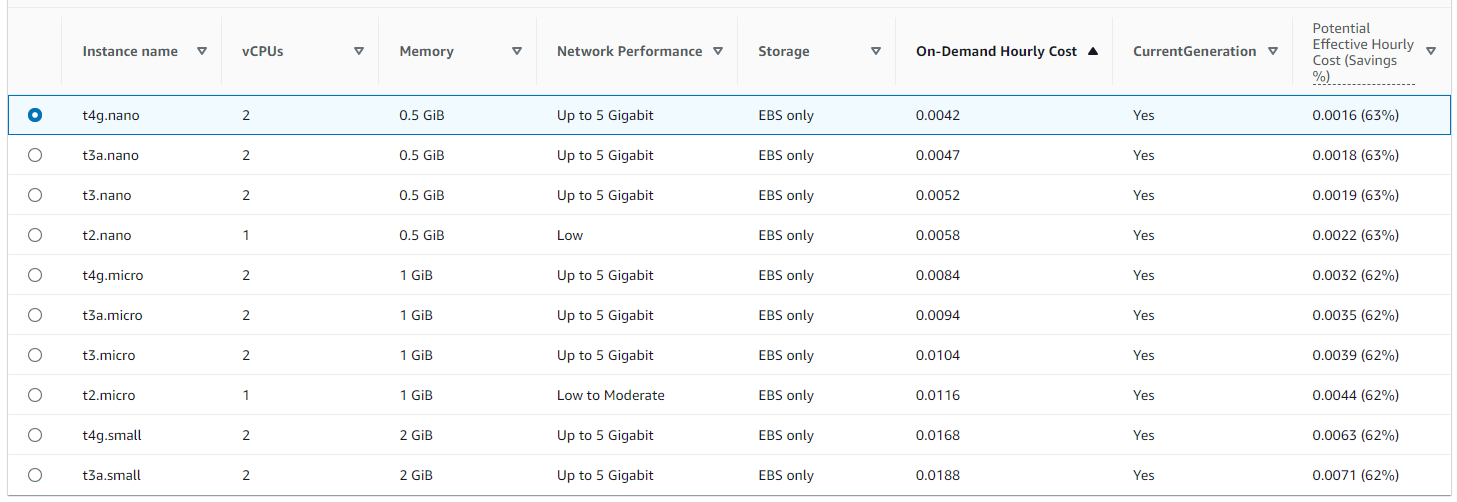 Instance name vCPUs Memory Network Performance Storage On-Demand Hourly Cost CurrentGeneration Potential Effective Hourly Cost (Savings %)
t4g.nano 2 0.5 GiB Up to 5 Gigabit EBS only 0.0042 Yes 0.0016 (63%)
t3a.nano 2 0.5 GiB Up to 5 Gigabit EBS only 0.0047 Yes 0.0018 (63%)
t3.nano 2 0.5 GiB Up to 5 Gigabit EBS only 0.0052 Yes 0.0019 (63%)
t2.nano 1 0.5 GiB Low EBS only 0.0058 Yes 0.0022 (63%)
t4g.micro 2 1 GiB Up to 5 Gigabit EBS only 0.0084 Yes 0.0032 (62%)
t3a.micro 2 1 GiB Up to 5 Gigabit EBS only 0.0094 Yes 0.0035 (62%)
t3.micro 2 1 GiB Up to 5 Gigabit EBS only 0.0104 Yes 0.0039 (62%)
t2.micro 1 1 GiB Low to Moderate EBS only 0.0116 Yes 0.0044 (62%)
t4g.small 2 2 GiB Up to 5 Gigabit EBS only 0.0168 Yes 0.0063 (62%)
t3a.small 2 2 GiB Up to 5 Gigabit EBS only 0.0188 Yes 0.0071 (62%)